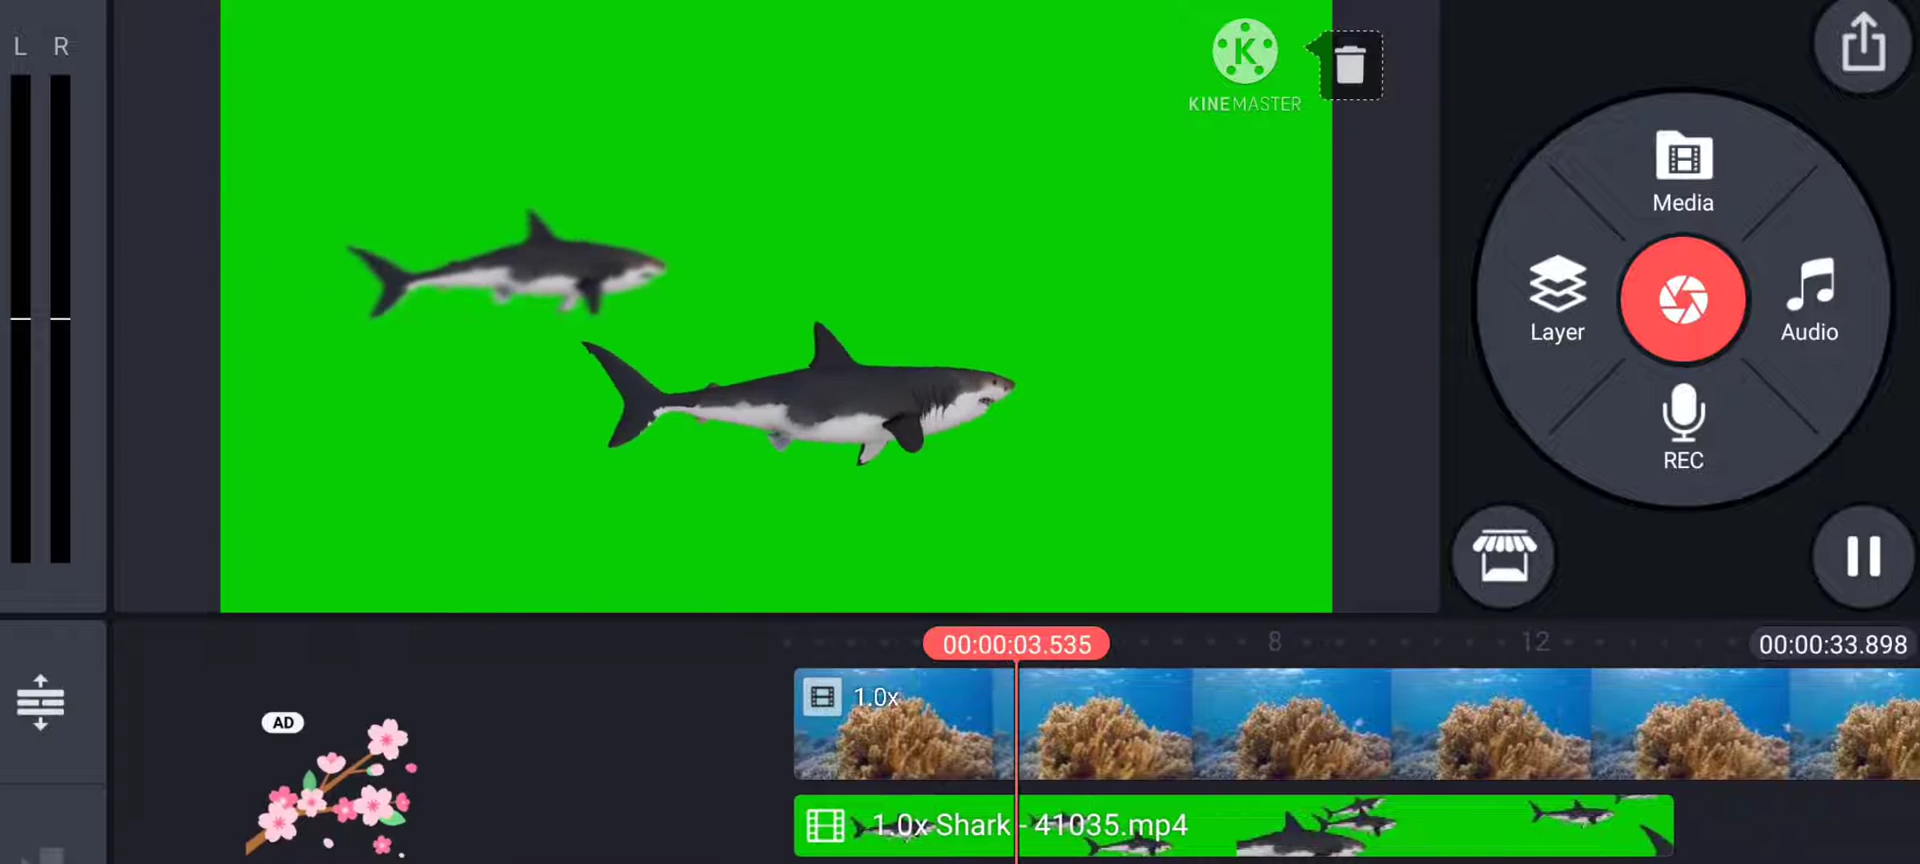 L R
K
KINEMASTER
Media
Layer
Audio
REC
00:00:03.535
8
12
00:00:33.898
1.0x
AD
1.0x Shark - 41035.mp4